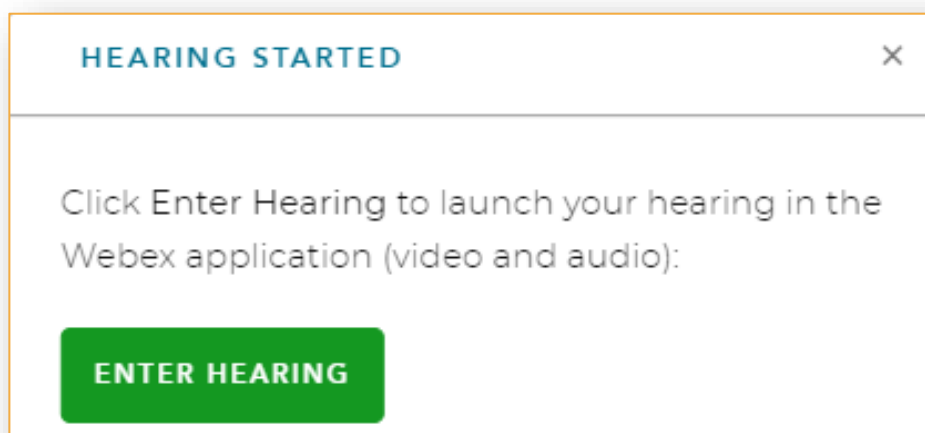 HEARING STARTED ×
Click Enter Hearing to launch your hearing in the
Webex application (video and audio):
ENTER HEARING